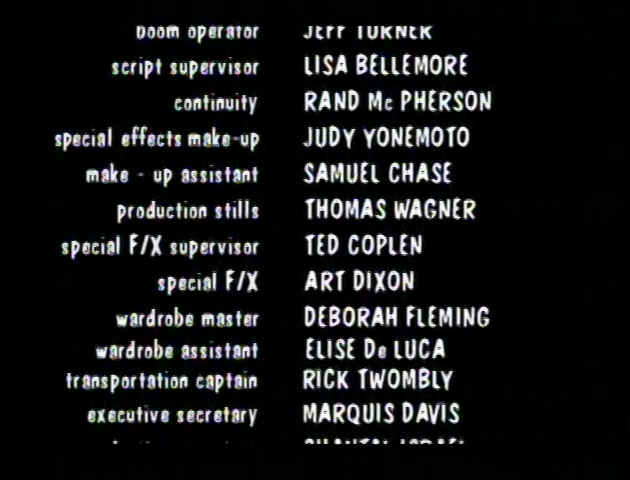 boom operator JEFF TURNER
script supervisor LISA BELLEMORE
continuity RAND Mc PHERSON
special effects make-up JUDY YONEMOTO
make - up assistant SAMUEL CHASE
production stills THOMAS WAGNER
special F/X supervisor TED COPLEN
special F/X ART DIXON
wardrobe master DEBORAH FLEMING
wardrobe assistant ELISE De LUCA
transportation captain RICK TWOMBLY
executive secretary MARQUIS DAVIS